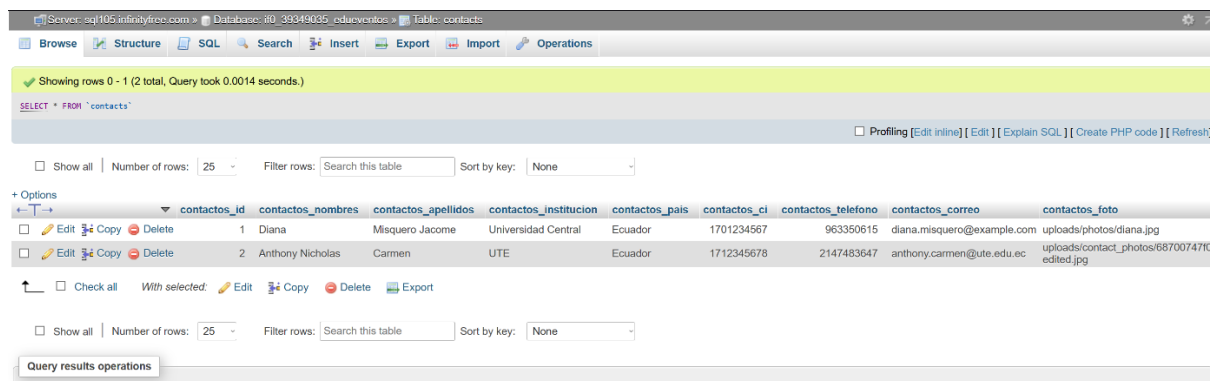 Server: sql105.infinityfree.com » Database: if0_39349035_edueventos » Table: contacts
Browse Structure SQL Search Insert Export Import Operations
Showing rows 0 - 1 (2 total, Query took 0.0014 seconds.)
SELECT * FROM `contacts`
Profiling [Edit inline] [ Edit ] [ Explain SQL ] [ Create PHP code ] [ Refresh]
Show all | Number of rows: 25 Filter rows: Search this table Sort by key: None
+ Options
←T→ contactos_id contactos_nombres contactos_apellidos contactos_institucion contactos_pais contactos_ci contactos_telefono contactos_correo contactos_foto
Edit Copy Delete 1 Diana Misquero Jacome Universidad Central Ecuador 1701234567 963350615 diana.misquero@example.com uploads/photos/diana.jpg
Edit Copy Delete 2 Anthony Nicholas Carmen UTE Ecuador 1712345678 2147483647 anthony.carmen@ute.edu.ec uploads/contact_photos/68700747f0
edited.jpg
Check all With selected: Edit Copy Delete Export
Show all | Number of rows: 25 Filter rows: Search this table Sort by key: None
Query results operations